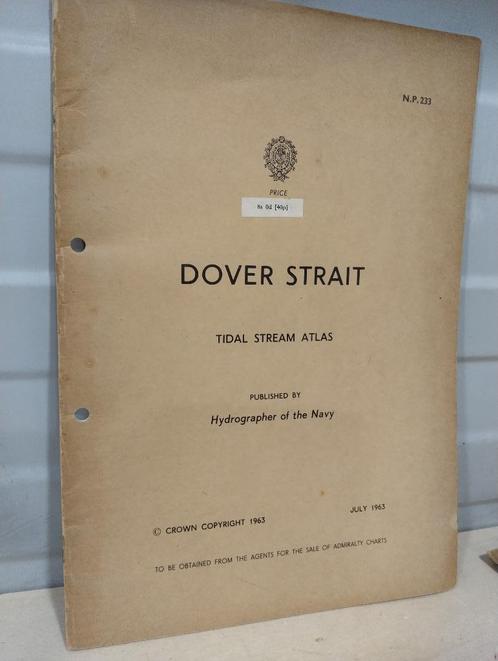 N.P. 233
PRICE
8s 0d [40p]
DOVER STRAIT
TIDAL STREAM ATLAS
PUBLISHED BY
Hydrographer of the Navy
© CROWN COPYRIGHT 1963
JULY 1963
TO BE OBTAINED FROM THE AGENTS FOR THE SALE OF ADMIRALTY CHARTS